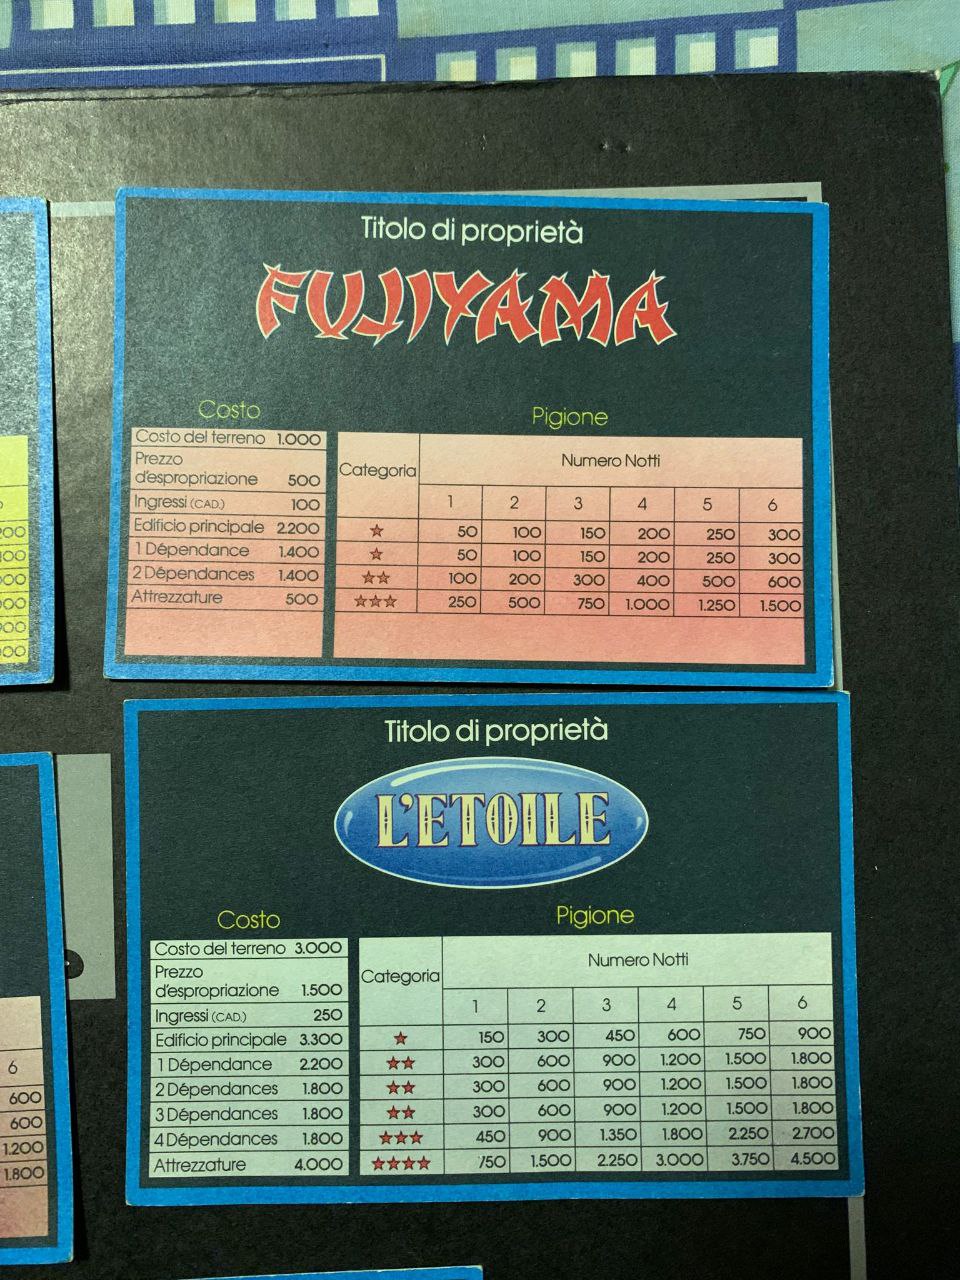 Titolo di proprietà
FUJIYAMA
Costo
Costo del terreno 1.000
Prezzo
d'espropriazione 500
Ingressi (CAD.) 100
Edificio principale 2.200
1 Dépendance 1.400
2 Dépendances 1.400
Attrezzature 500
Pigione
Categoria Numero Notti
1 2 3 4 5 6
★ 50 100 150 200 250 300
★ 50 100 150 200 250 300
★★ 100 200 300 400 500 600
★★★ 250 500 750 1.000 1.250 1.500
Titolo di proprietà
L'ETOILE
Costo
Costo del terreno 3.000
Prezzo
d'espropriazione 1.500
Ingressi (CAD.) 250
Edificio principale 3.300
1 Dépendance 2.200
2 Dépendances 1.800
3 Dépendances 1.800
4 Dépendances 1.800
Attrezzature 4.000
Pigione
Categoria Numero Notti
1 2 3 4 5 6
★ 150 300 450 600 750 900
★★ 300 600 900 1.200 1.500 1.800
★★ 300 600 900 1.200 1.500 1.800
★★ 300 600 900 1.200 1.500 1.800
★★★ 450 900 1.350 1.800 2.250 2.700
★★★★ 750 1.500 2.250 3.000 3.750 4.500
6
600
600
1.200
1.800